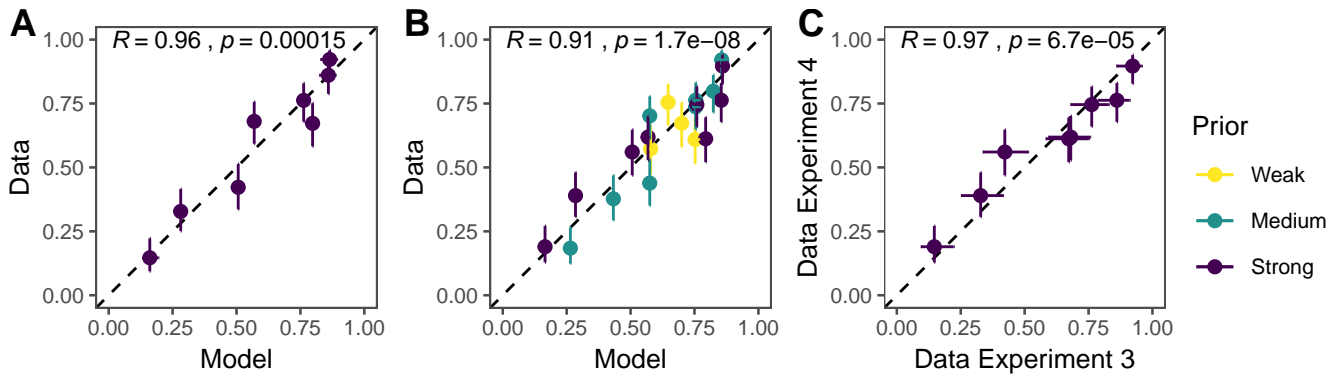 A
R = 0.96 , p = 0.00015
1.00
0.75
0.50
0.25
0.00
Data
0.00 0.25 0.50 0.75 1.00
Model
B
R = 0.91 , p = 1.7e−08
1.00
0.75
0.50
0.25
0.00
Data
0.00 0.25 0.50 0.75 1.00
Model
C
R = 0.97 , p = 6.7e−05
1.00
0.75
0.50
0.25
0.00
Data Experiment 4
0.00 0.25 0.50 0.75 1.00
Data Experiment 3
Prior
Weak
Medium
Strong